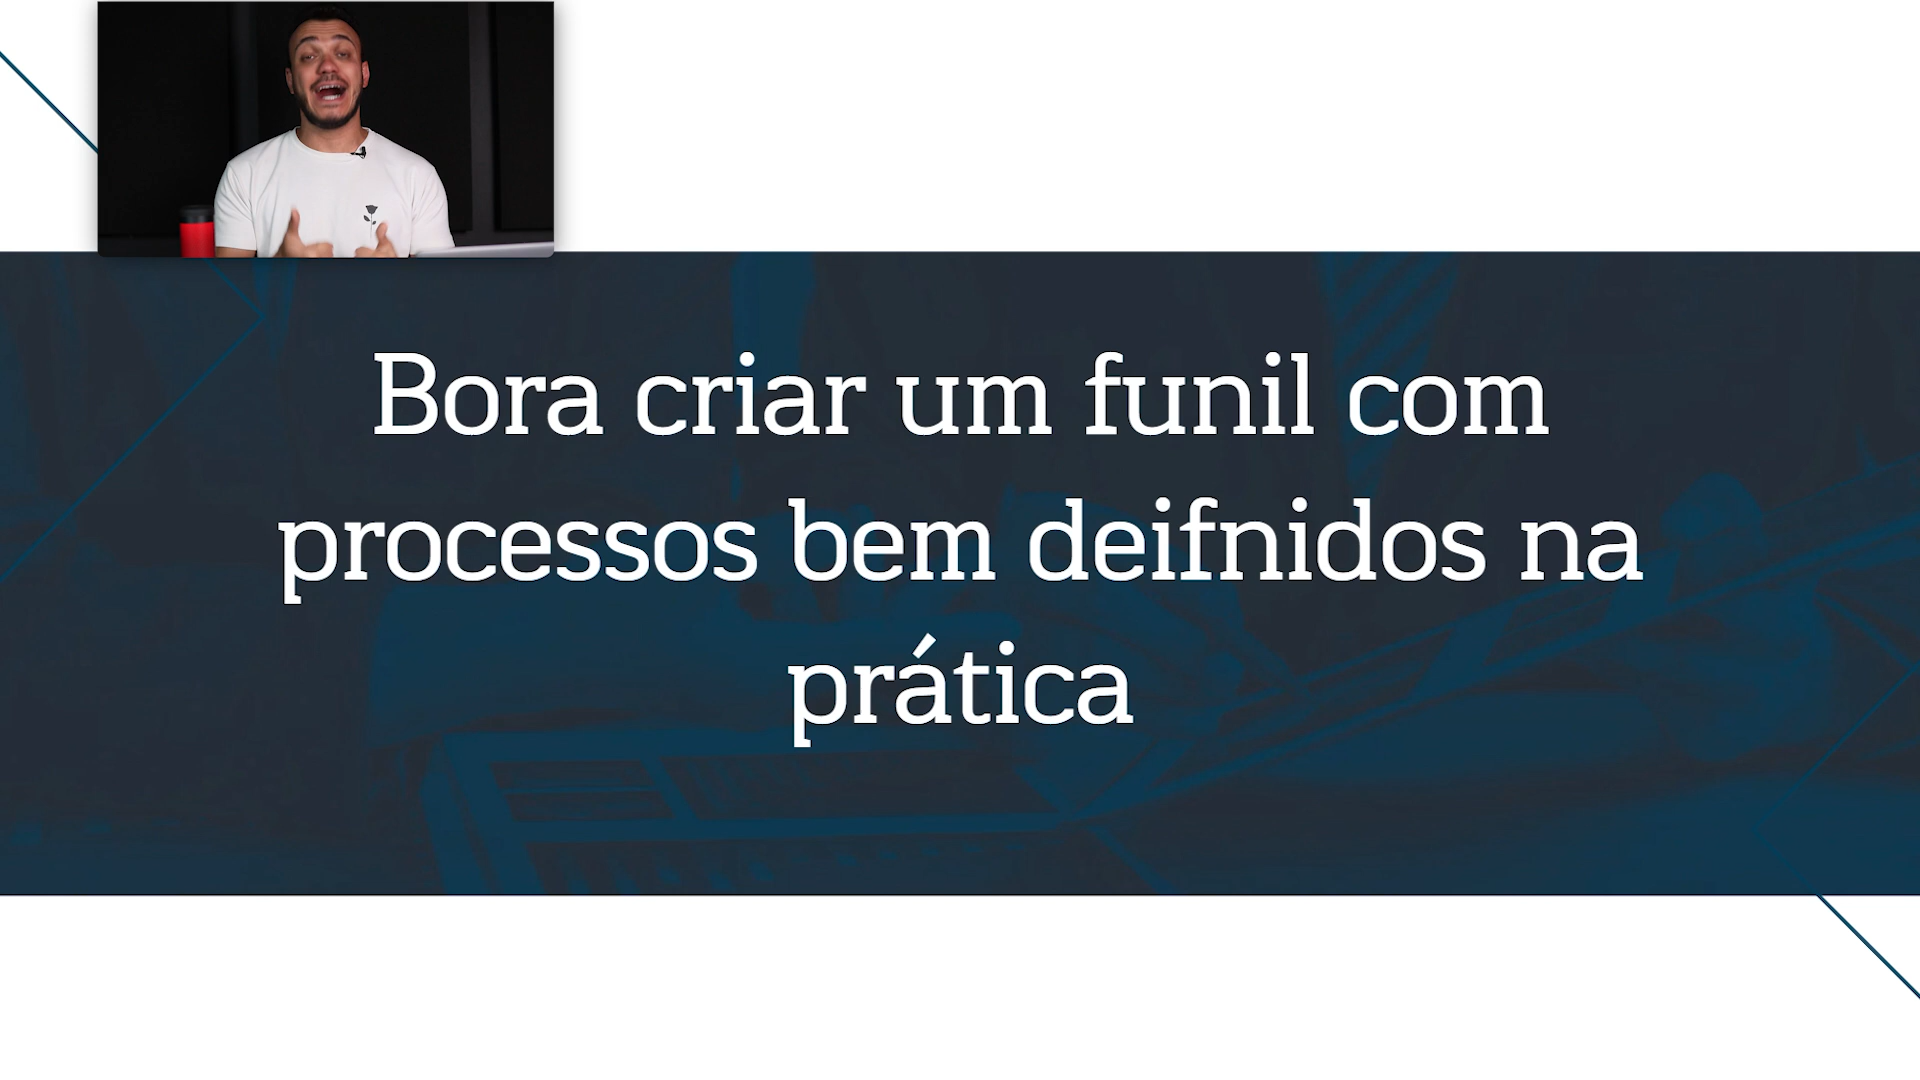 Bora criar um funil com
processos bem deifnidos na
prática